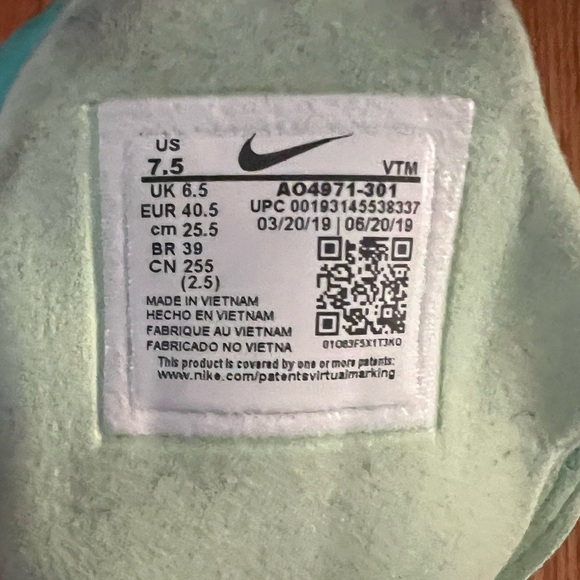 US
7.5
VTM
UK 6.5
AO4971-301
EUR 40.5
UPC 00193145538337
cm 25.5
03/20/19 | 06/20/19
BR 39
CN 255
(2.5)
MADE IN VIETNAM
HECHO EN VIETNAM
FABRIQUE AU VIETNAM
FABRICADO NO VIETNA
01O83F5X1T3KO
This product is covered by one or more patents:
www.nike.com/patentsvirtualmarking